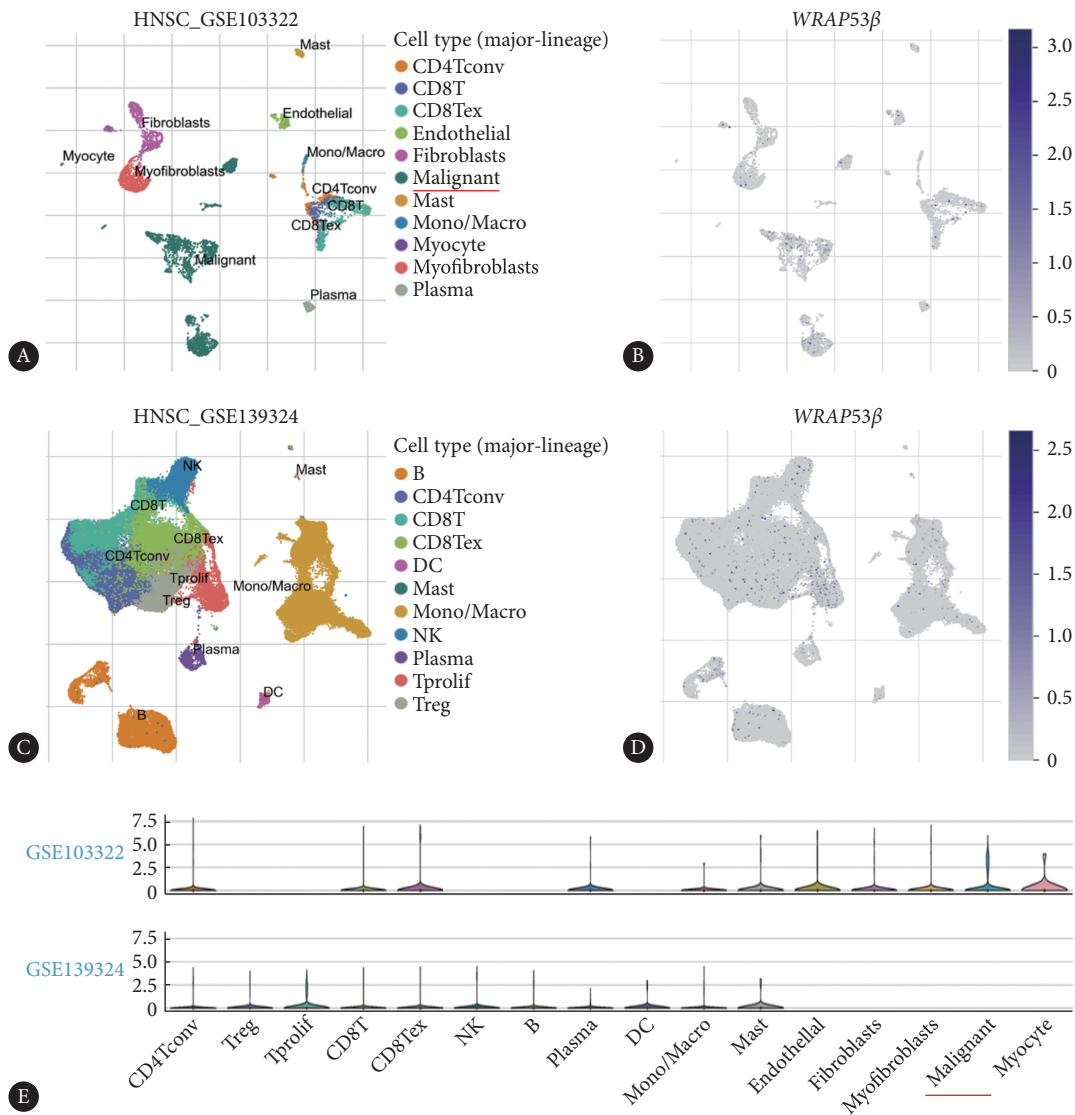 HNSC_GSE103322
Mast
Endothelial
Fibroblasts
Mono/Macro
Myocyte
Myofibroblasts
CD4Tconv
CD8T
CD8Tex
Malignant
Plasma
A
Cell type (major-lineage)
CD4Tconv
CD8T
CD8Tex
Endothelial
Fibroblasts
Malignant
Mast
Mono/Macro
Myocyte
Myofibroblasts
Plasma
WRAP53β
3.0
2.5
2.0
1.5
1.0
0.5
0
B
HNSC_GSE139324
NK
Mast
CD8T
CD8Tex
CD4Tconv
Tprolif
Mono/Macro
Treg
Plasma
DC
B
C
Cell type (major-lineage)
B
CD4Tconv
CD8T
CD8Tex
DC
Mast
Mono/Macro
NK
Plasma
Tprolif
Treg
WRAP53β
2.5
2.0
1.5
1.0
0.5
0
D
GSE103322
7.5
5.0
2.5
0
GSE139324
7.5
5.0
2.5
0
CD4Tconv
Treg
Tprolif
CD8T
CD8Tex
NK
B
Plasma
DC
Mono/Macro
Mast
Endothellal
Fibroblasts
Myofibroblasts
Malignant
Myocyte
E